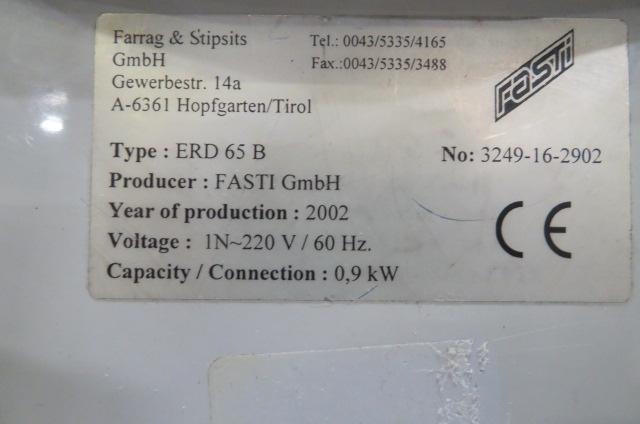 Farrag & Stipsits
GmbH
Gewerbestr. 14a
A-6361 Hopfgarten/Tirol
Tel.: 0043/5335/4165
Fax.:0043/5335/3488
FASTi
Type : ERD 65 B
No: 3249-16-2902
Producer : FASTI GmbH
Year of production : 2002
Voltage : 1N~220 V / 60 Hz.
Capacity / Connection : 0,9 kW
CE